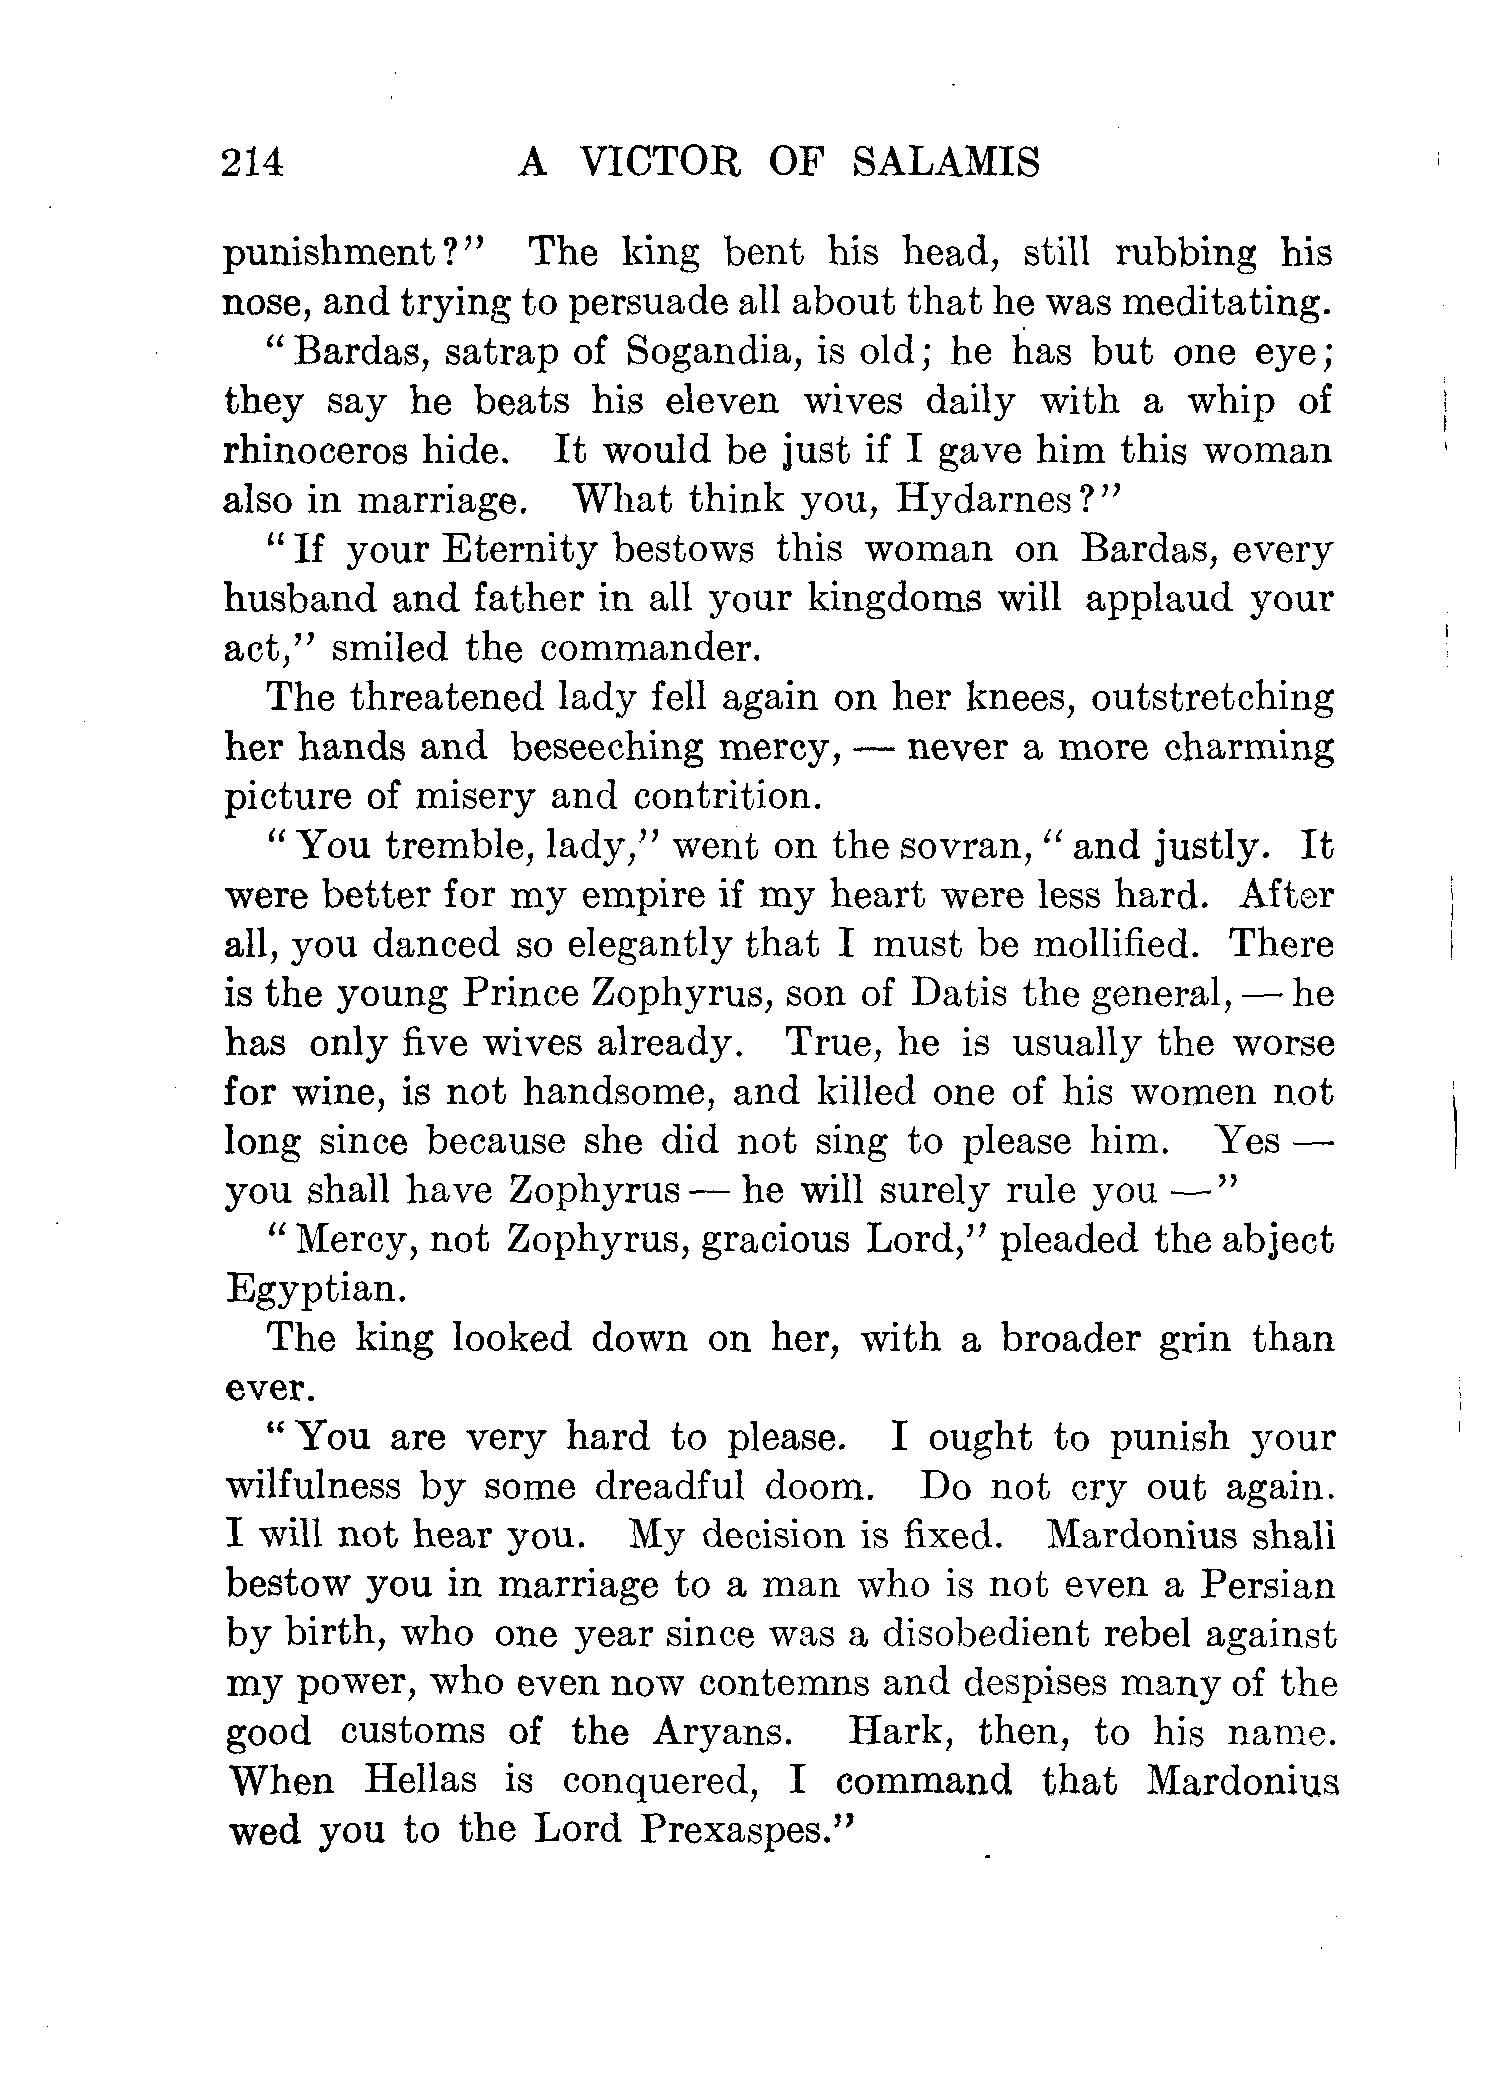 214 A VICTOR OF SALAMIS
punishment?" The king bent his head, still rubbing his
nose, and trying to persuade all about that he was meditating.
"Bardas, satrap of Sogandia, is old; he has but one eye;
they say he beats his eleven wives daily with a whip of
rhinoceros hide. It would be just if I gave him this woman
also in marriage. What think you, Hydarnes?"
"If your Eternity bestows this woman on Bardas, every
husband and father in all your kingdoms will applaud your
act," smiled the commander.
The threatened lady fell again on her knees, outstretching
her hands and beseeching mercy, — never a more charming
picture of misery and contrition.
"You tremble, lady," went on the sovran, "and justly. It
were better for my empire if my heart were less hard. After
all, you danced so elegantly that I must be mollified. There
is the young Prince Zophyrus, son of Datis the general, — he
has only five wives already. True, he is usually the worse
for wine, is not handsome, and killed one of his women not
long since because she did not sing to please him. Yes —
you shall have Zophyrus — he will surely rule you —"
"Mercy, not Zophyrus, gracious Lord," pleaded the abject
Egyptian.
The king looked down on her, with a broader grin than
ever.
"You are very hard to please. I ought to punish your
wilfulness by some dreadful doom. Do not cry out again.
I will not hear you. My decision is fixed. Mardonius shall
bestow you in marriage to a man who is not even a Persian
by birth, who one year since was a disobedient rebel against
my power, who even now contemns and despises many of the
good customs of the Aryans. Hark, then, to his name.
When Hellas is conquered, I command that Mardonius
wed you to the Lord Prexaspes."